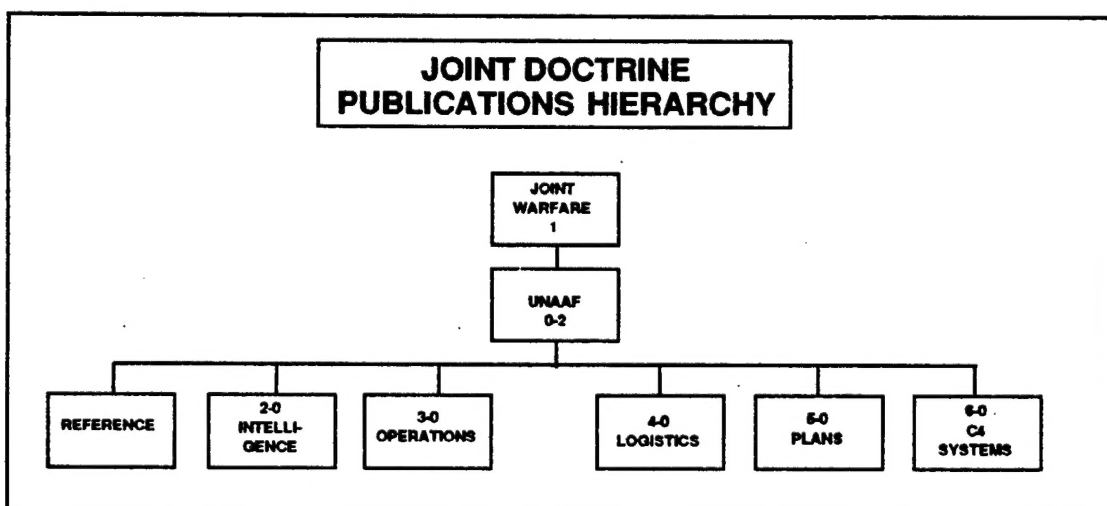 JOINT DOCTRINE
PUBLICATIONS HIERARCHY
JOINT
WARFARE
1
UNAAF
0-2
REFERENCE
2-0
INTELLI-
GENCE
3-0
OPERATIONS
4-0
LOGISTICS
5-0
PLANS
6-0
C4
SYSTEMS